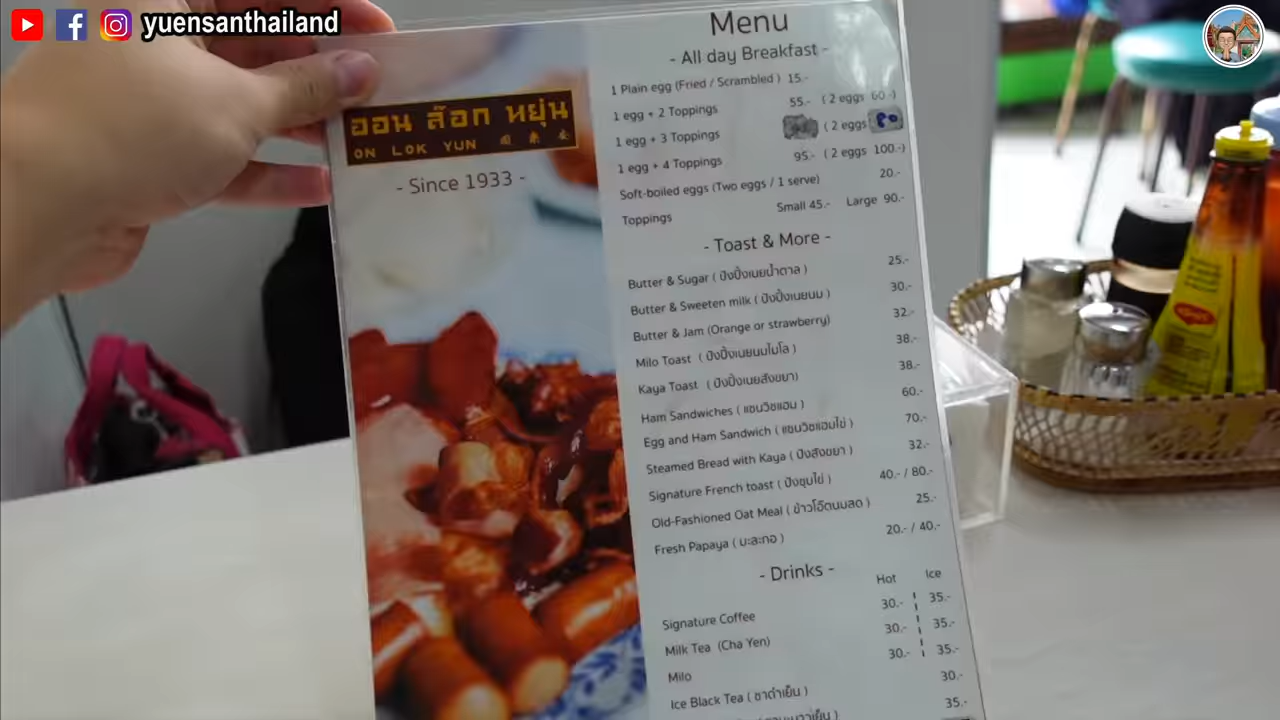 yuensanthailand
ออน ล๊อก หยุ่น
ON LOK YUN
- Since 1933 -
Menu
- All day Breakfast -
1 Plain egg (Fried / Scrambled ) 15.-
1 egg + 2 Toppings 55.- ( 2 eggs 60.-)
1 egg + 3 Toppings ( 2 eggs
1 egg + 4 Toppings 95.- ( 2 eggs 100.-)
Soft-boiled eggs (Two eggs / 1 serve) 20.-
Toppings Small 45.- Large 90.-
- Toast & More -
Butter & Sugar ( ปังปิ้งเนยน้ำตาล ) 25.-
Butter & Sweeten milk ( ปังปิ้งเนยนม ) 30.-
Butter & Jam (Orange or strawberry) 32.-
Milo Toast ( ปังปิ้งเนยนมไมโล ) 38.-
Kaya Toast ( ปังปิ้งเนยสังขยา) 38.-
Ham Sandwiches ( แซนวิชแฮม ) 60.-
Egg and Ham Sandwich ( แซนวิชแฮมไข่ ) 70.-
Steamed Bread with Kaya ( ปังสังขยา ) 32.-
Signature French toast ( ปังชุบไข่ ) 40.- / 80.-
Old-Fashioned Oat Meal ( ข้าวโอ๊ตนมสด ) 25.-
Fresh Papaya ( มะละกอ ) 20.- / 40.-
- Drinks -
Hot Ice
Signature Coffee 30.- 35.-
Milk Tea (Cha Yen) 30.- 35.-
Milo 30.- 35.-
Ice Black Tea ( ชาดำเย็น ) 30.-
35.-